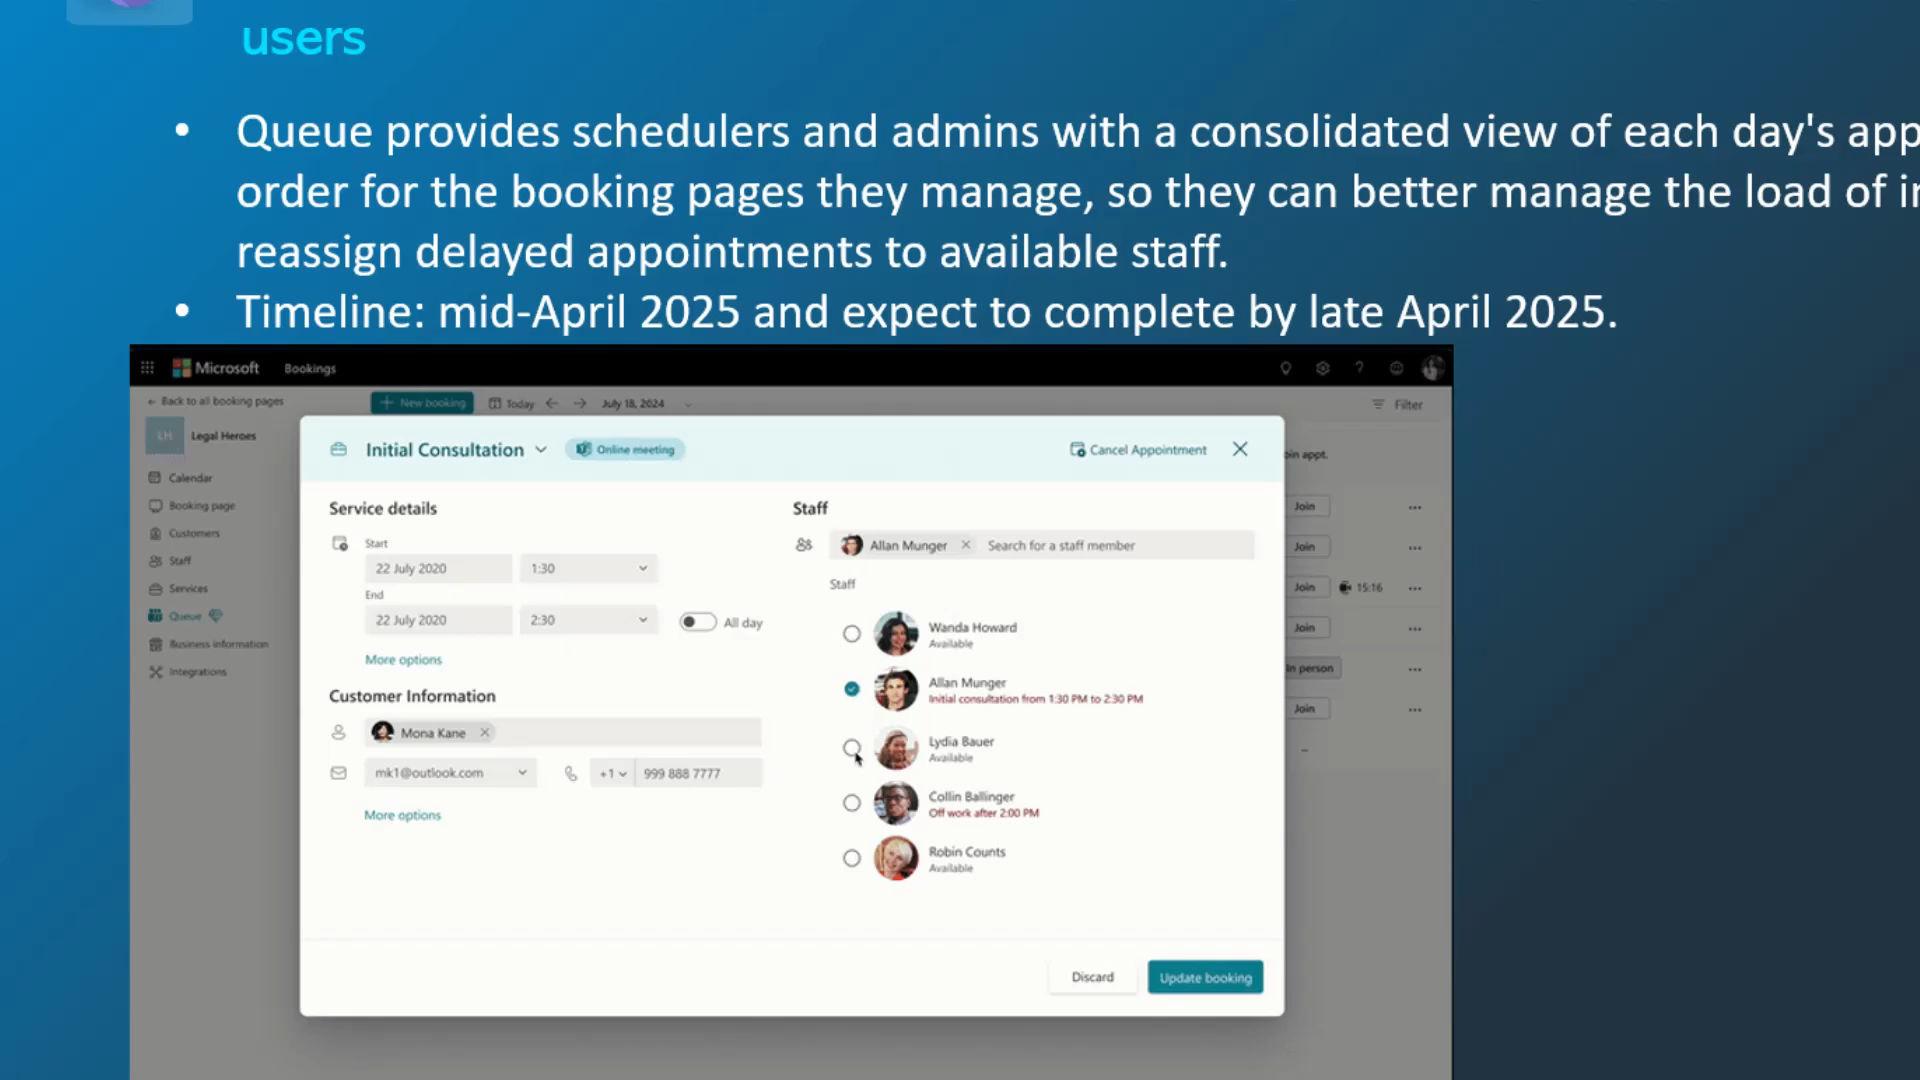 users
• Queue provides schedulers and admins with a consolidated view of each day's app
order for the booking pages they manage, so they can better manage the load of in
reassign delayed appointments to available staff.
• Timeline: mid-April 2025 and expect to complete by late April 2025.
Microsoft Bookings
← Back to all booking pages
+ New booking Today ← → July 18, 2024
Filter
LH Legal Heroes
Initial Consultation Online meeting Cancel Appointment
oin appt.
Calendar
Booking page
Customers
Staff
Services
Queue
Business information
Integrations
Service details
Start
22 July 2020 1:30
End
22 July 2020 2:30 All day
More options
Customer Information
Mona Kane
mk1@outlook.com +1 999 888 7777
More options
Staff
Allan Munger Search for a staff member
Staff
Wanda Howard
Available
Allan Munger
Initial consultation from 1:30 PM to 2:30 PM
Lydia Bauer
Available
Collin Ballinger
Off work after 2:00 PM
Robin Counts
Available
Discard Update booking
Join ...
Join ...
Join 15:16 ...
Join ...
In person ...
Join ...